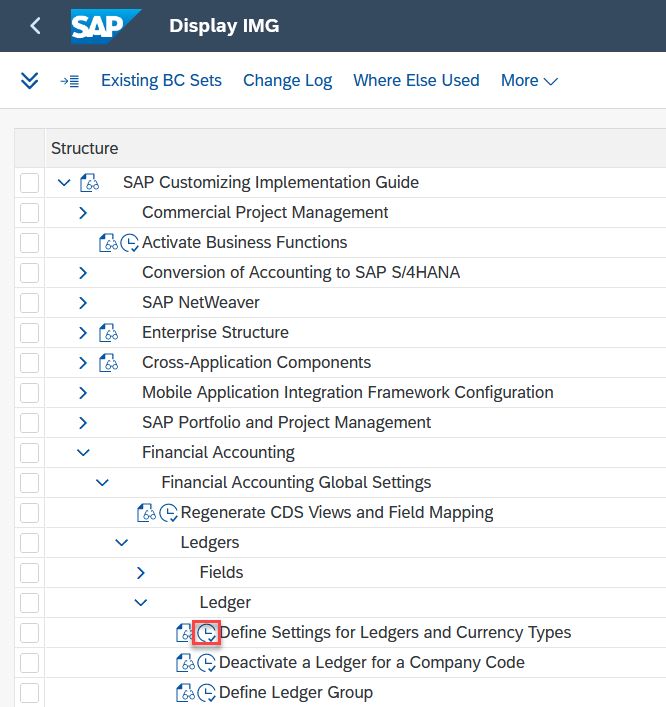 SAP Display IMG
Existing BC Sets Change Log Where Else Used More
Structure
SAP Customizing Implementation Guide
Commercial Project Management
Activate Business Functions
Conversion of Accounting to SAP S/4HANA
SAP NetWeaver
Enterprise Structure
Cross-Application Components
Mobile Application Integration Framework Configuration
SAP Portfolio and Project Management
Financial Accounting
Financial Accounting Global Settings
Regenerate CDS Views and Field Mapping
Ledgers
Fields
Ledger
Define Settings for Ledgers and Currency Types
Deactivate a Ledger for a Company Code
Define Ledger Group